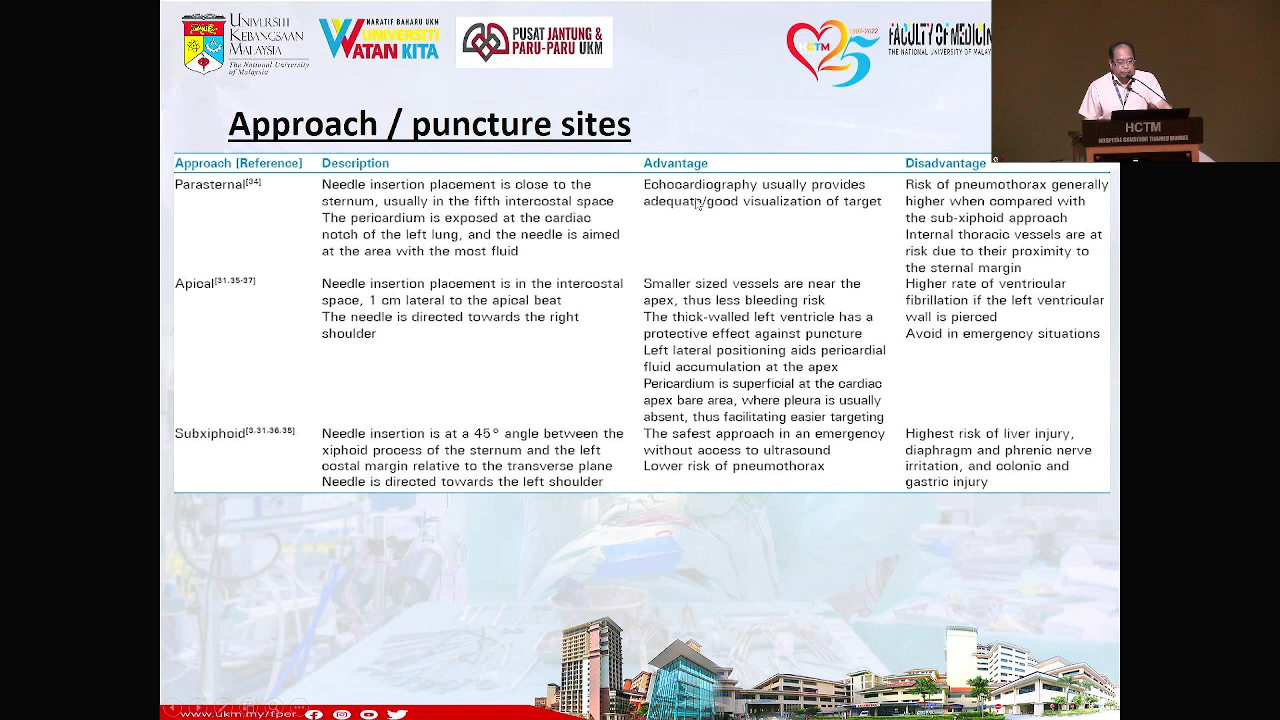 UNIVERSITI
KEBANGSAAN
MALAYSIA
The National University
of Malaysia
NARATIF BAHARU UKM
UNIVERSITI
WATAN KITA
PUSAT JANTUNG &
PARU-PARU UKM
HCTM
1997-2022
25
FACULTY OF MEDICIN
THE NATIONAL UNIVERSITY OF MALAY
HCTM
HOSPITAL CANSELOR TUANKU MUHRIZ
Approach / puncture sites
Approach [Reference] Description Advantage Disadvantage
Parasternal[34]
Needle insertion placement is close to the
sternum, usually in the fifth intercostal space
The pericardium is exposed at the cardiac
notch of the left lung, and the needle is aimed
at the area with the most fluid
Echocardiography usually provides
adequate/good visualization of target
Risk of pneumothorax generally
higher when compared with
the sub-xiphoid approach
Internal thoracic vessels are at
risk due to their proximity to
the sternal margin
Apical[31,35-37]
Needle insertion placement is in the intercostal
space, 1 cm lateral to the apical beat
The needle is directed towards the right
shoulder
Smaller sized vessels are near the
apex, thus less bleeding risk
The thick-walled left ventricle has a
protective effect against puncture
Left lateral positioning aids pericardial
fluid accumulation at the apex
Pericardium is superficial at the cardiac
apex bare area, where pleura is usually
absent, thus facilitating easier targeting
Higher rate of ventricular
fibrillation if the left ventricular
wall is pierced
Avoid in emergency situations
Subxiphoid[3,31,36,38]
Needle insertion is at a 45° angle between the
xiphoid process of the sternum and the left
costal margin relative to the transverse plane
Needle is directed towards the left shoulder
The safest approach in an emergency
without access to ultrasound
Lower risk of pneumothorax
Highest risk of liver injury,
diaphragm and phrenic nerve
irritation, and colonic and
gastric injury
www.ukm.my/fper